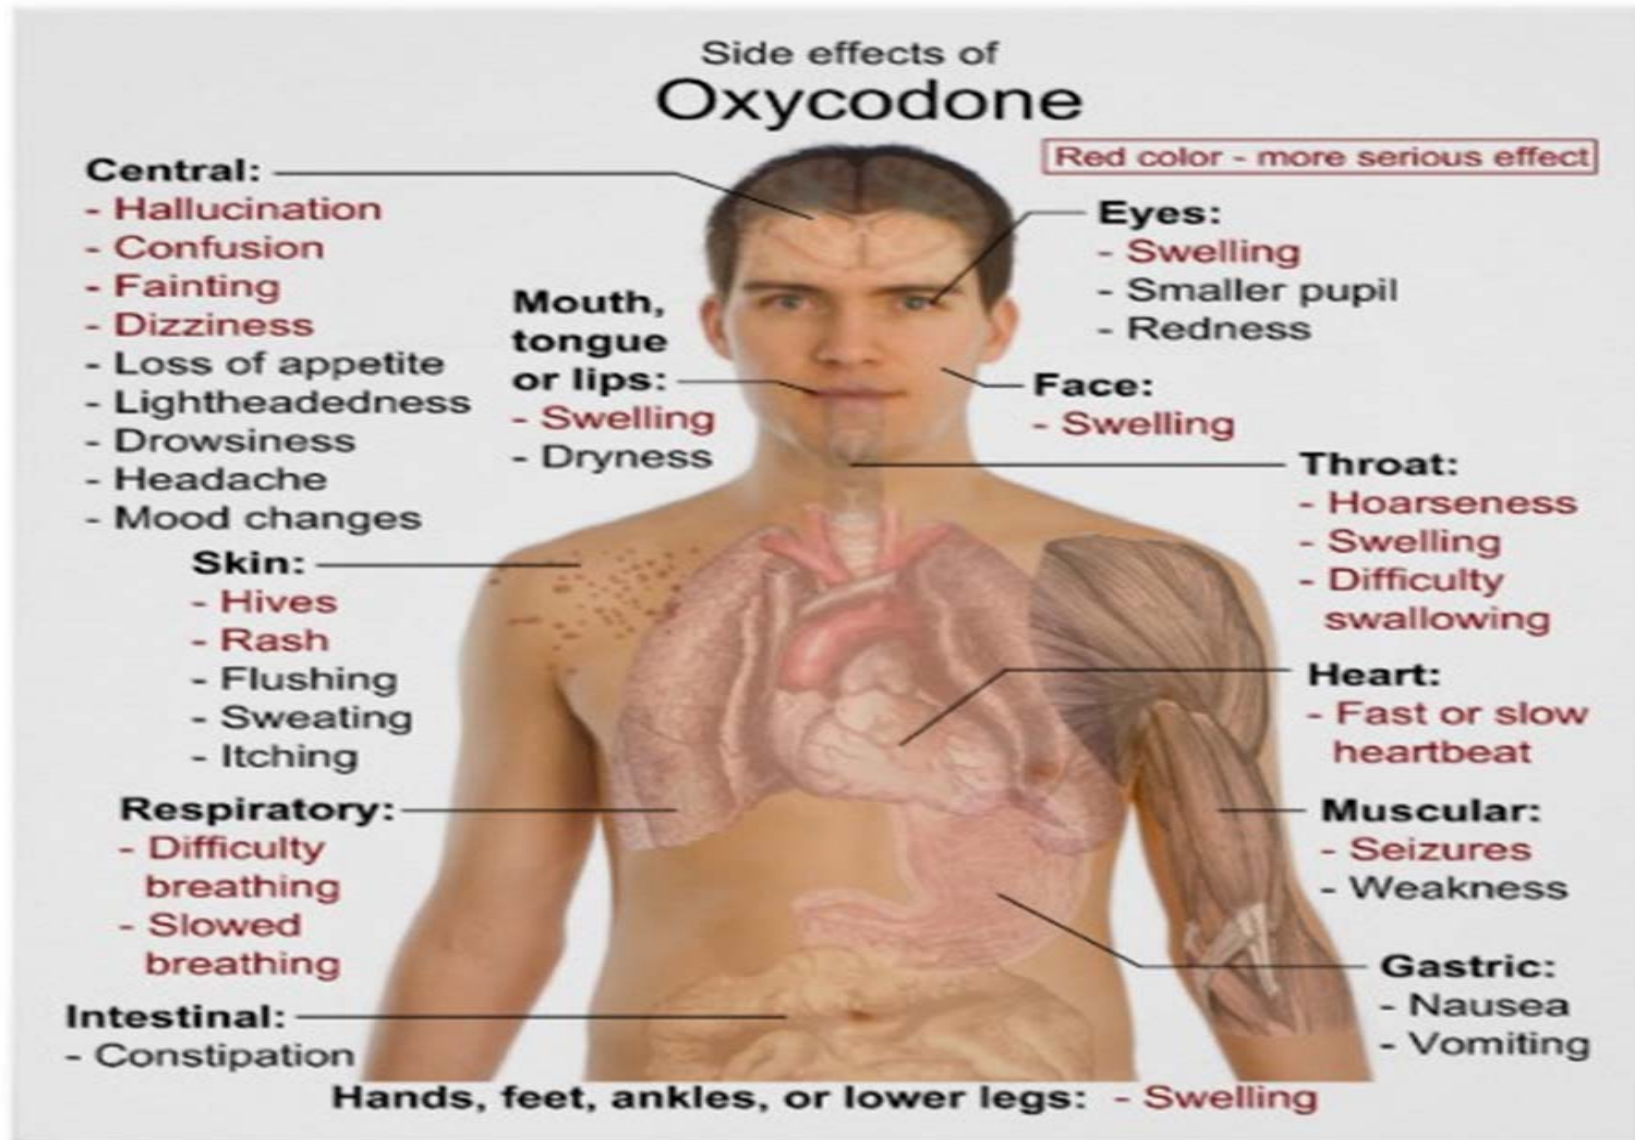 Side effects of
Oxycodone
Red color - more serious effect
Central:
- Hallucination
- Confusion
- Fainting
- Dizziness
- Loss of appetite
- Lightheadedness
- Drowsiness
- Headache
- Mood changes
Mouth,
tongue
or lips:
- Swelling
- Dryness
Eyes:
- Swelling
- Smaller pupil
- Redness
Face:
- Swelling
Throat:
- Hoarseness
- Swelling
- Difficulty
swallowing
Skin:
- Hives
- Rash
- Flushing
- Sweating
- Itching
Heart:
- Fast or slow
heartbeat
Respiratory:
- Difficulty
breathing
- Slowed
breathing
Muscular:
- Seizures
- Weakness
Gastric:
- Nausea
- Vomiting
Intestinal:
- Constipation
Hands, feet, ankles, or lower legs: - Swelling